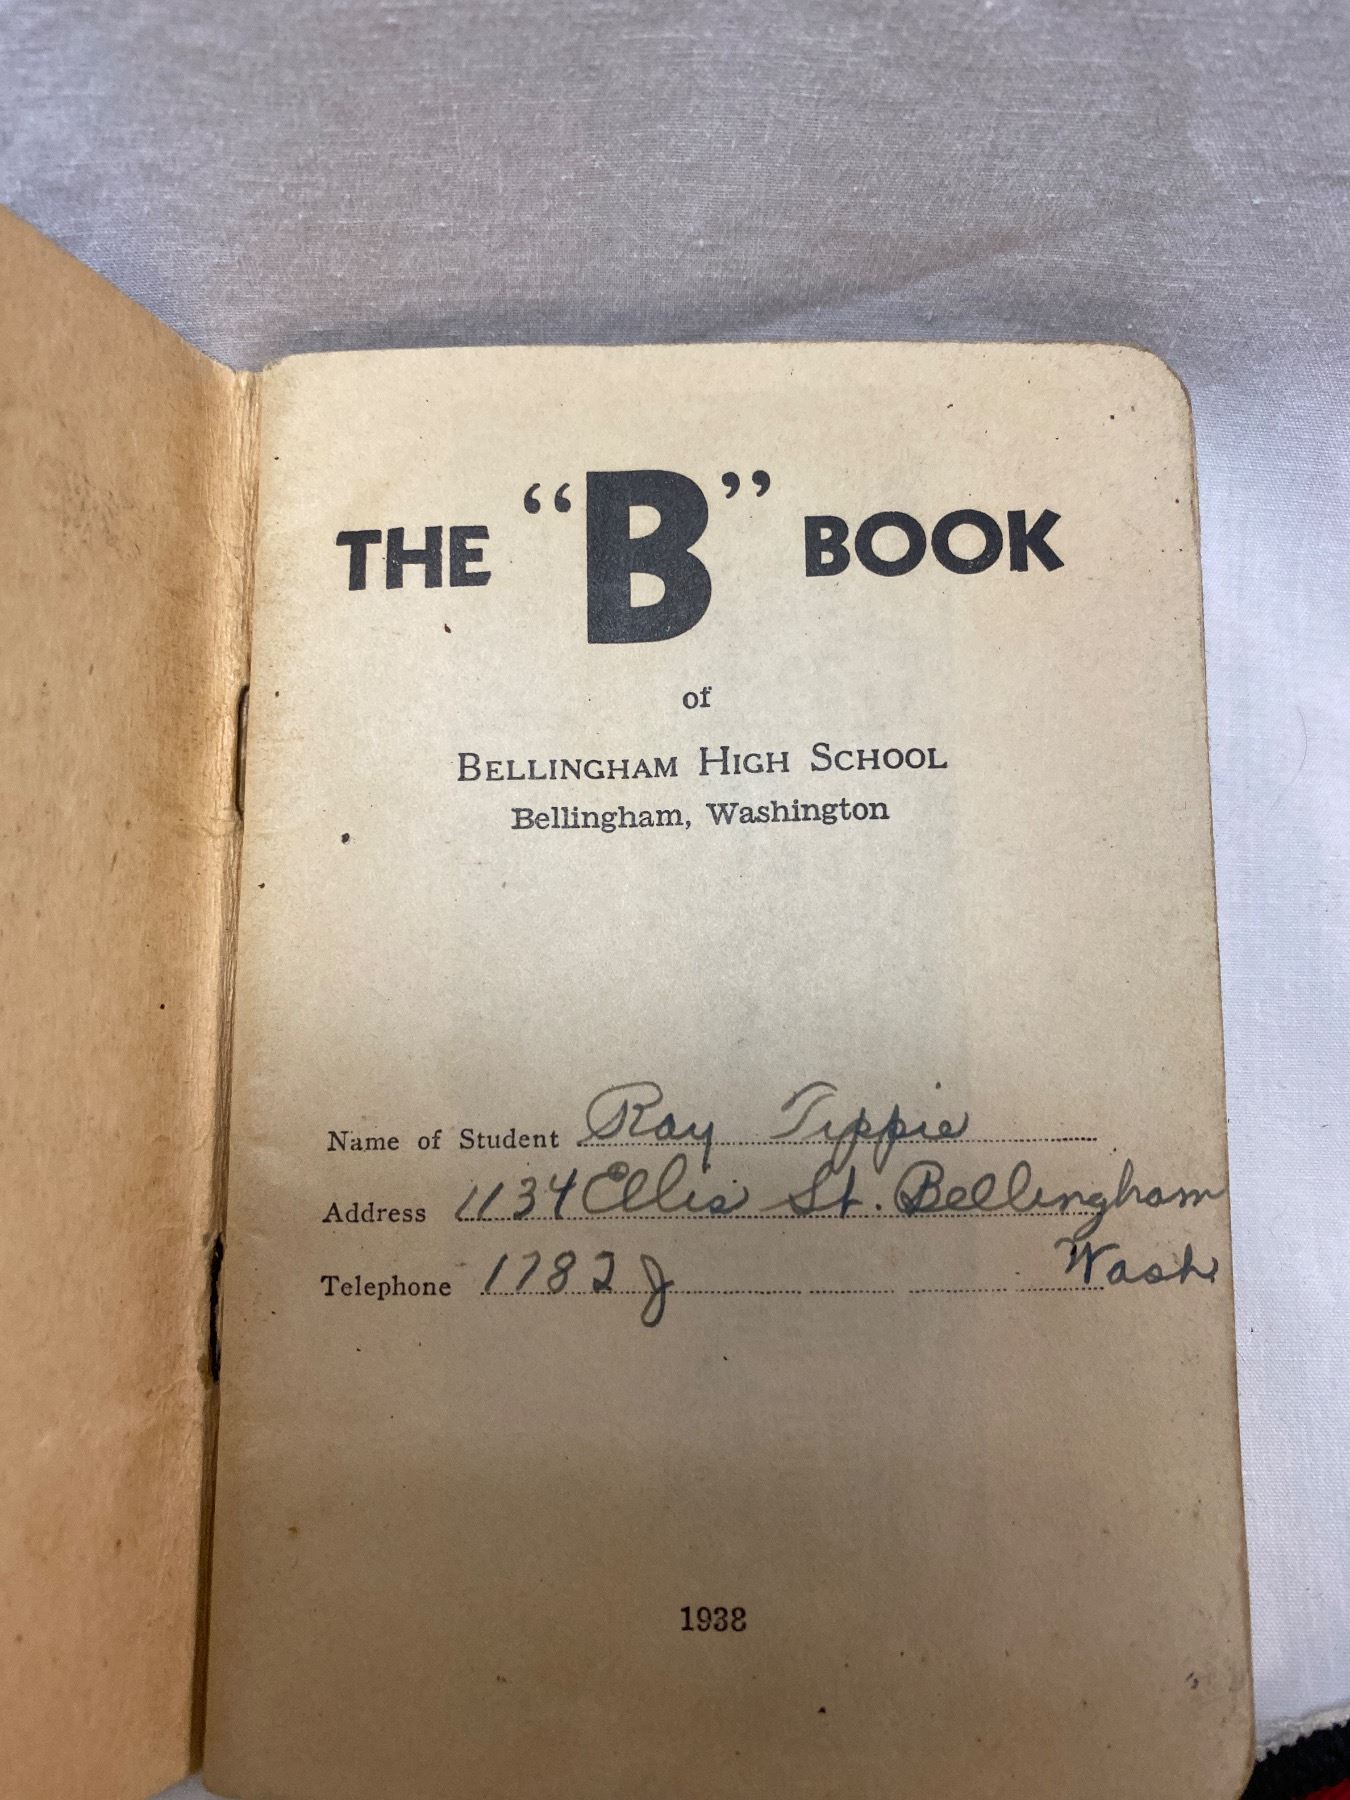 THE “B” BOOK
of
BELLINGHAM HIGH SCHOOL
Bellingham, Washington
Name of Student Ray Tippie
Address 1134 Ellis St. Bellingham
Telephone 1782 J Wash
1938